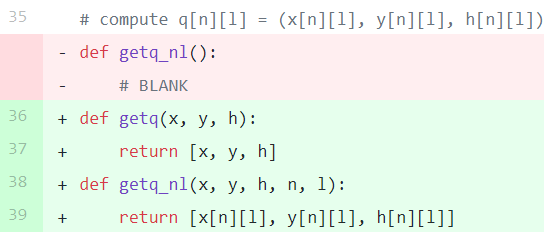 35 # compute q[n][l] = (x[n][l], y[n][l], h[n][l])
- def getq_nl():
- # BLANK
36 + def getq(x, y, h):
37 + return [x, y, h]
38 + def getq_nl(x, y, h, n, l):
39 + return [x[n][l], y[n][l], h[n][l]]